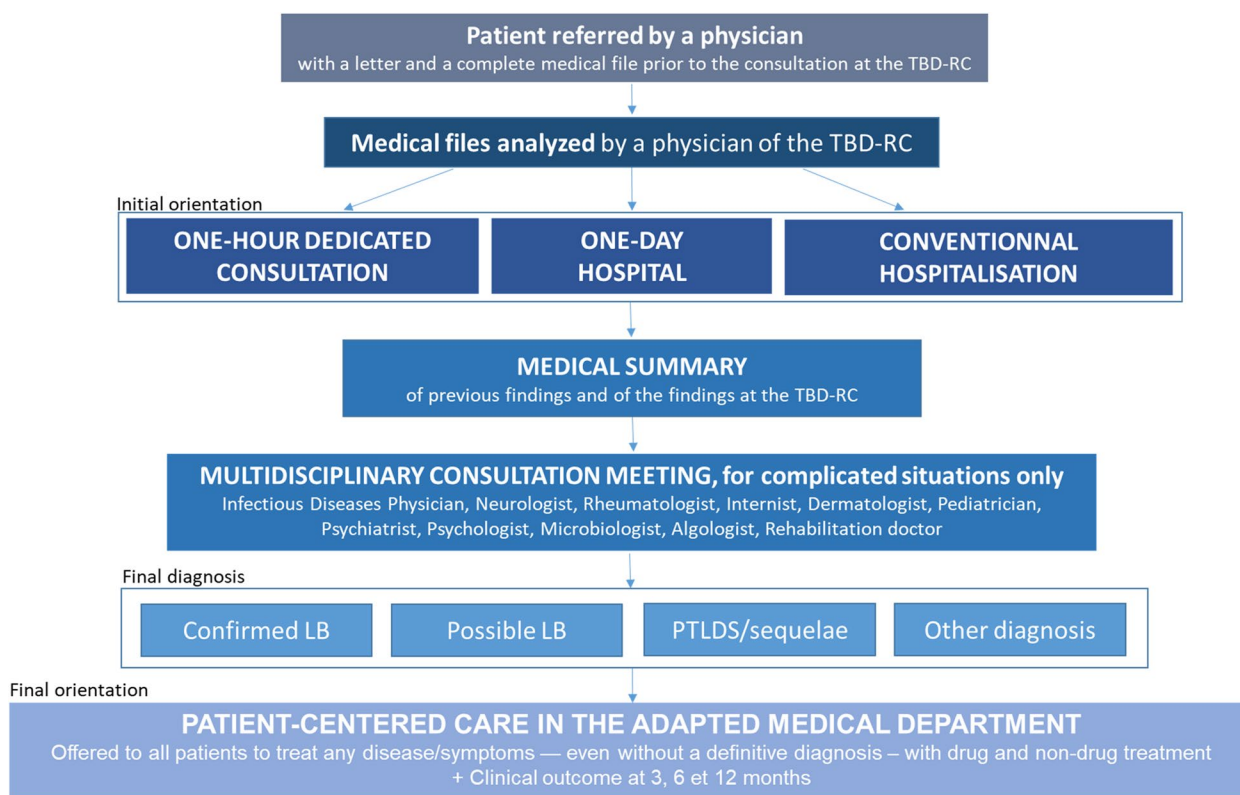 Patient referred by a physician
with a letter and a complete medical file prior to the consultation at the TBD-RC
Medical files analyzed by a physician of the TBD-RC
Initial orientation
ONE-HOUR DEDICATED
CONSULTATION
ONE-DAY
HOSPITAL
CONVENTIONNAL
HOSPITALISATION
MEDICAL SUMMARY
of previous findings and of the findings at the TBD-RC
MULTIDISCIPLINARY CONSULTATION MEETING, for complicated situations only
Infectious Diseases Physician, Neurologist, Rheumatologist, Internist, Dermatologist, Pediatrician,
Psychiatrist, Psychologist, Microbiologist, Algologist, Rehabilitation doctor
Final diagnosis
Confirmed LB
Possible LB
PTLDS/sequelae
Other diagnosis
Final orientation
PATIENT-CENTERED CARE IN THE ADAPTED MEDICAL DEPARTMENT
Offered to all patients to treat any disease/symptoms — even without a definitive diagnosis – with drug and non-drug treatment
+ Clinical outcome at 3, 6 et 12 months